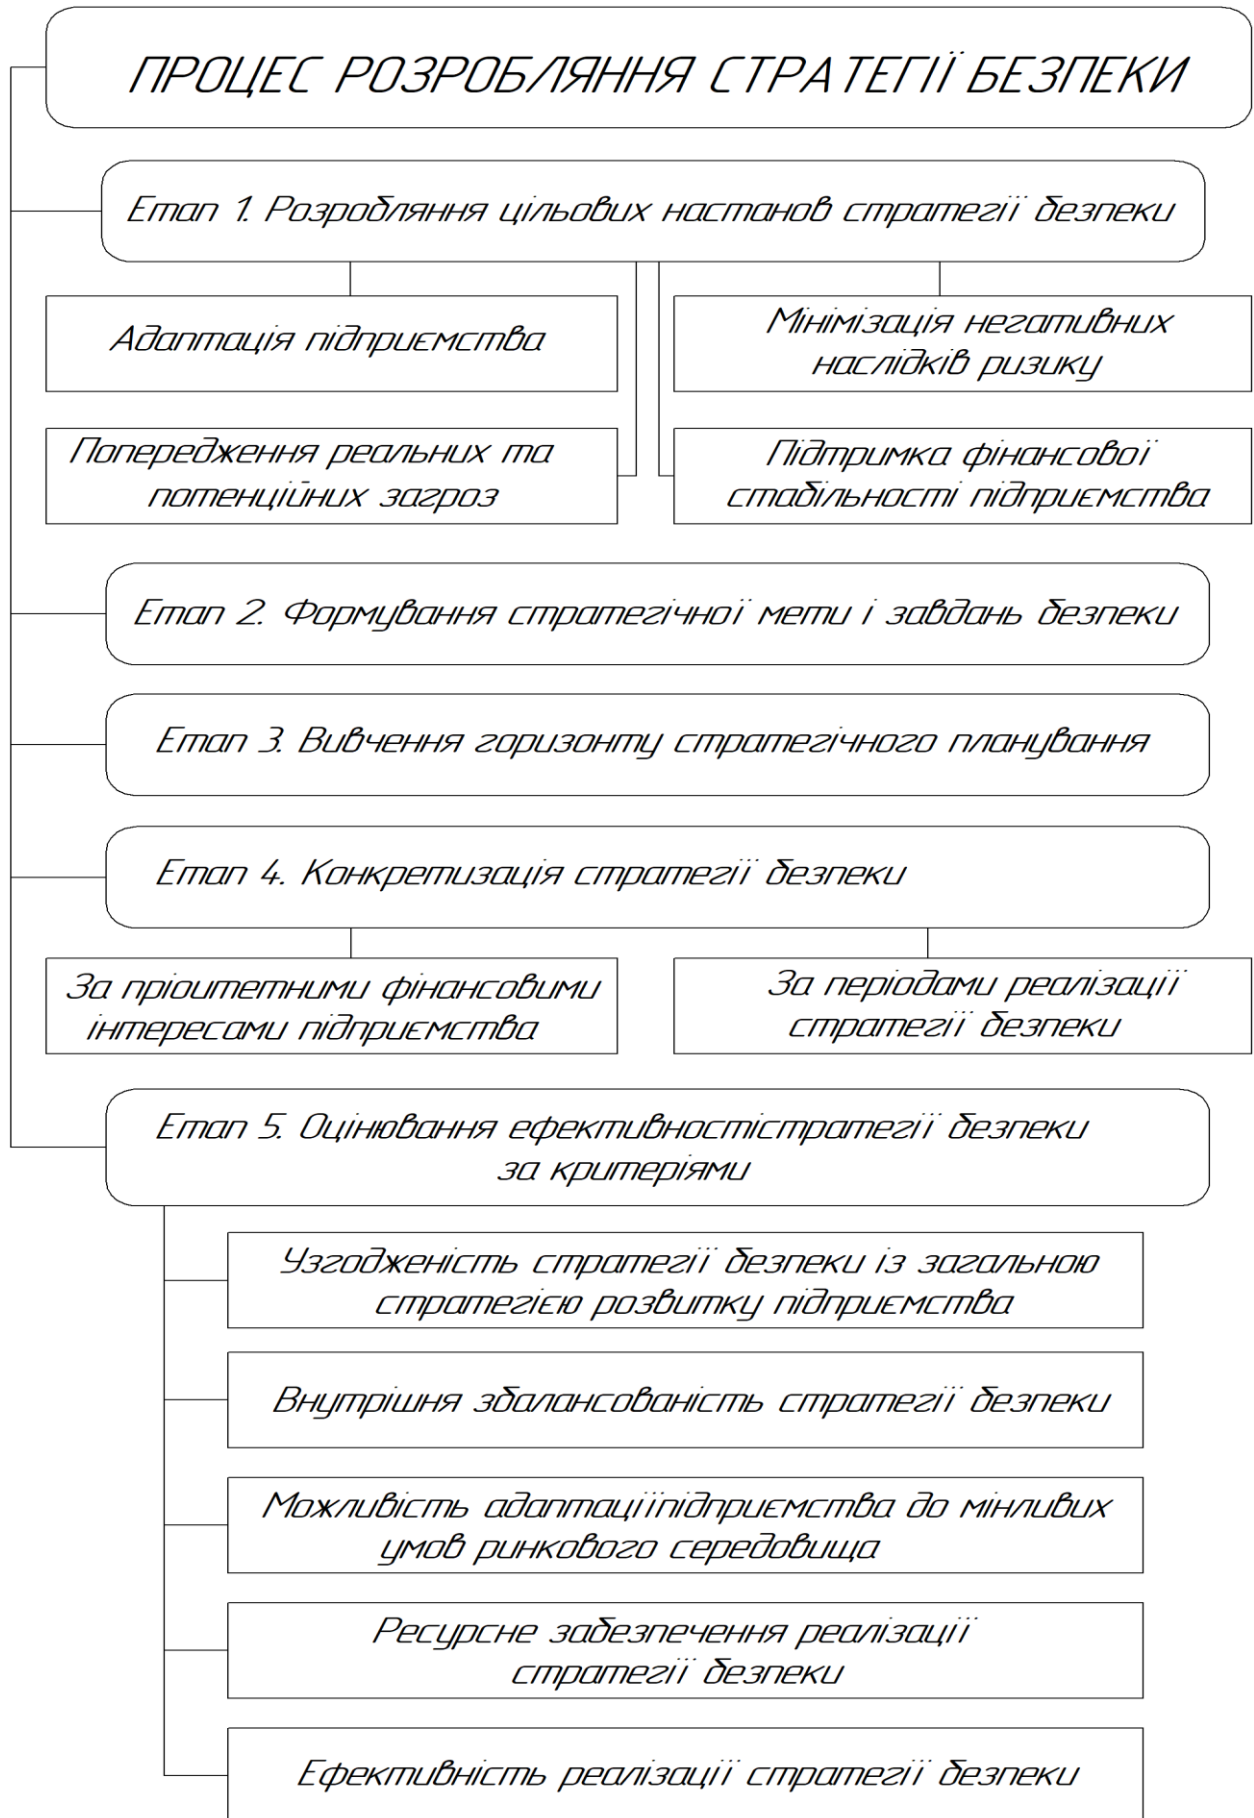 ПРОЦЕС РОЗРОБЛЯННЯ СТРАТЕГІЇ БЕЗПЕКИ
Етап 1. Розробляння цільових настанов стратегії безпеки
Адаптація підприємства
Мінімізація негативних
наслідків ризику
Попередження реальних та
потенційних загроз
Підтримка фінансової
стабільності підприємства
Етап 2. Формування стратегічної мети і завдань безпеки
Етап 3. Вивчення горизонту стратегічного планування
Етап 4. Конкретизація стратегії безпеки
За пріоитетними фінансовими
інтересами підприємства
За періодами реалізації
стратегії безпеки
Етап 5. Оцінювання ефективностістратегії безпеки
за критеріями
Узгодженість стратегії безпеки із загальною
стратегією розвитку підприємства
Внутрішня збалансованість стратегії безпеки
Можливість адаптаціїпідприємства до мінливих
умов ринкового середовища
Ресурсне забезпечення реалізації
стратегії безпеки
Ефективність реалізації стратегії безпеки